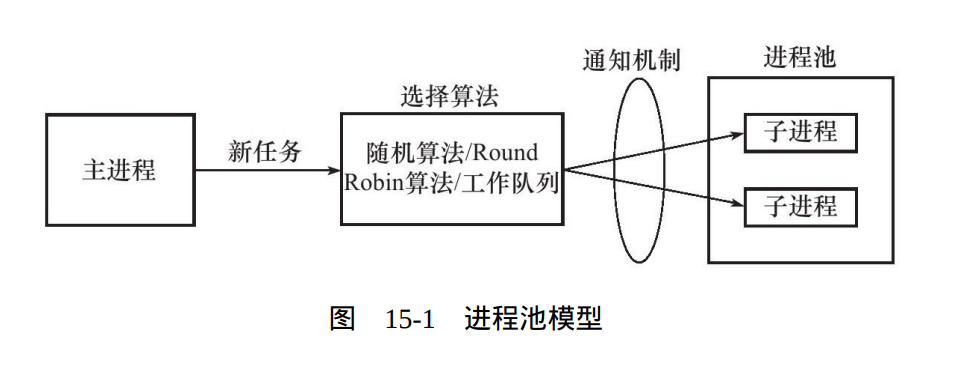 通知机制
进程池
选择算法
主进程
新任务
随机算法/Round
Robin算法/工作队列
子进程
子进程
图 15-1 进程池模型